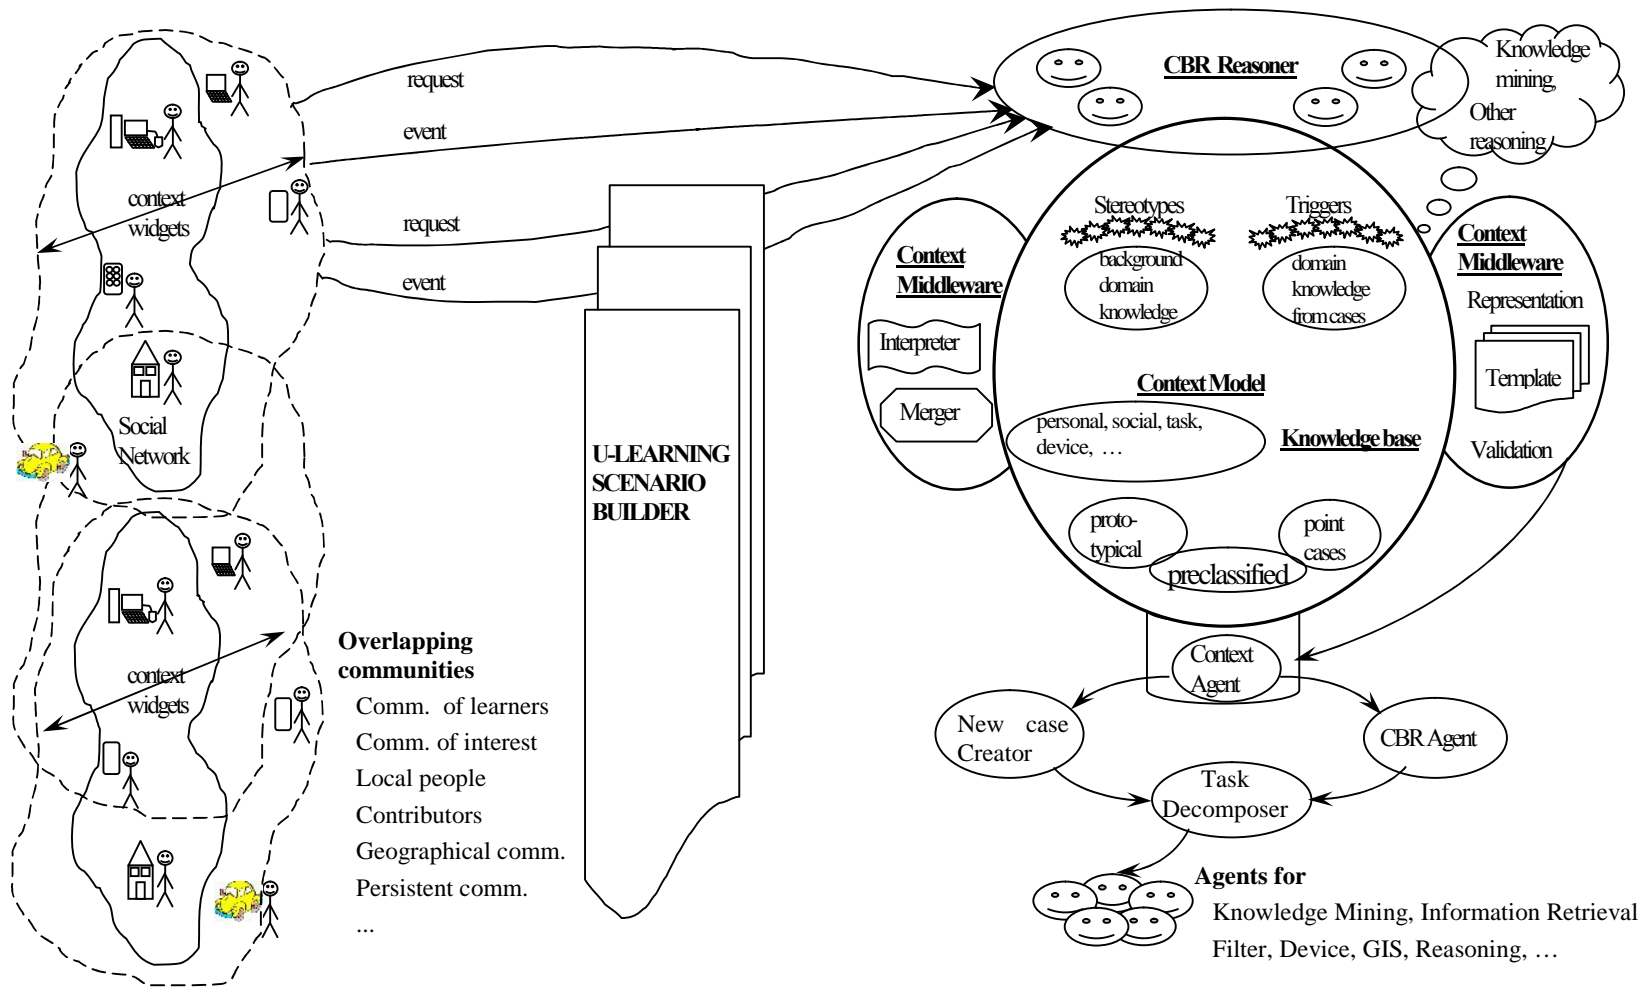 request
event
request
event
context
widgets
Social
Network
context
widgets
Overlapping
communities
Comm. of learners
Comm. of interest
Local people
Contributors
Geographical comm.
Persistent comm.
...
U-LEARNING
SCENARIO
BUILDER
CBR Reasoner
Knowledge
mining,
Other
reasoning
Context
Middleware
Interpreter
Merger
Stereotypes
background
domain
knowledge
Triggers
domain
knowledge
from cases
Context Model
personal, social, task,
device, …
Knowledge base
proto-
typical
preclassified
point
cases
Context
Middleware
Representation
Template
Validation
Context
Agent
New case
Creator
CBR Agent
Task
Decomposer
Agents for
Knowledge Mining, Information Retrieval
Filter, Device, GIS, Reasoning, …